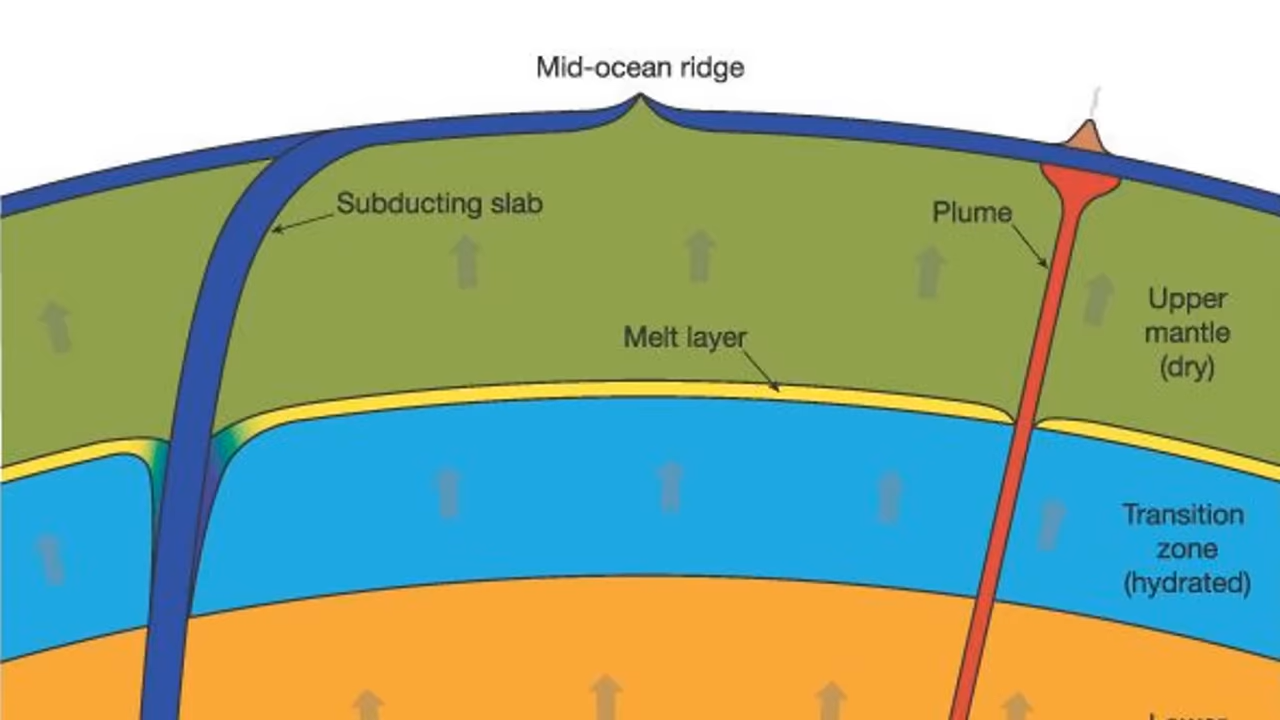 Mid-ocean ridge
Subducting slab
Plume
Upper
mantle
(dry)
Melt layer
Transition
zone
(hydrated)